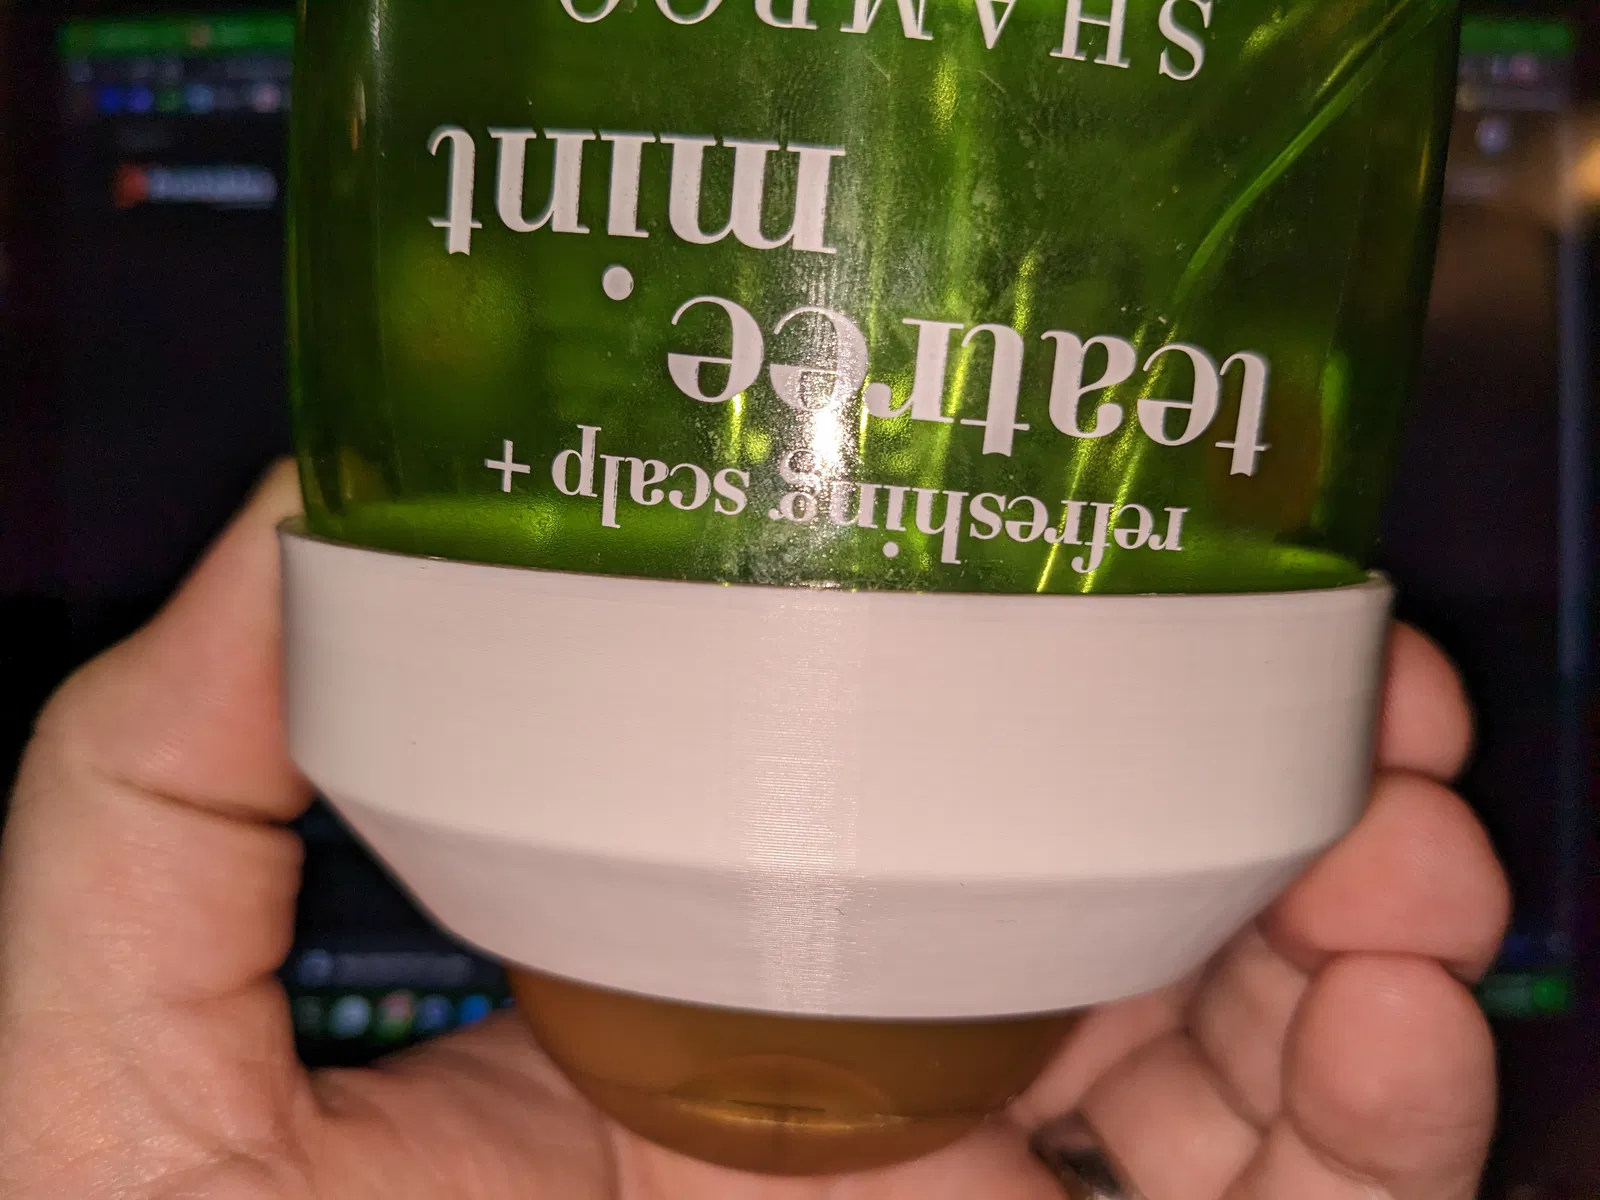 refreshing scalp +
teatree
mint
SHAMPOO